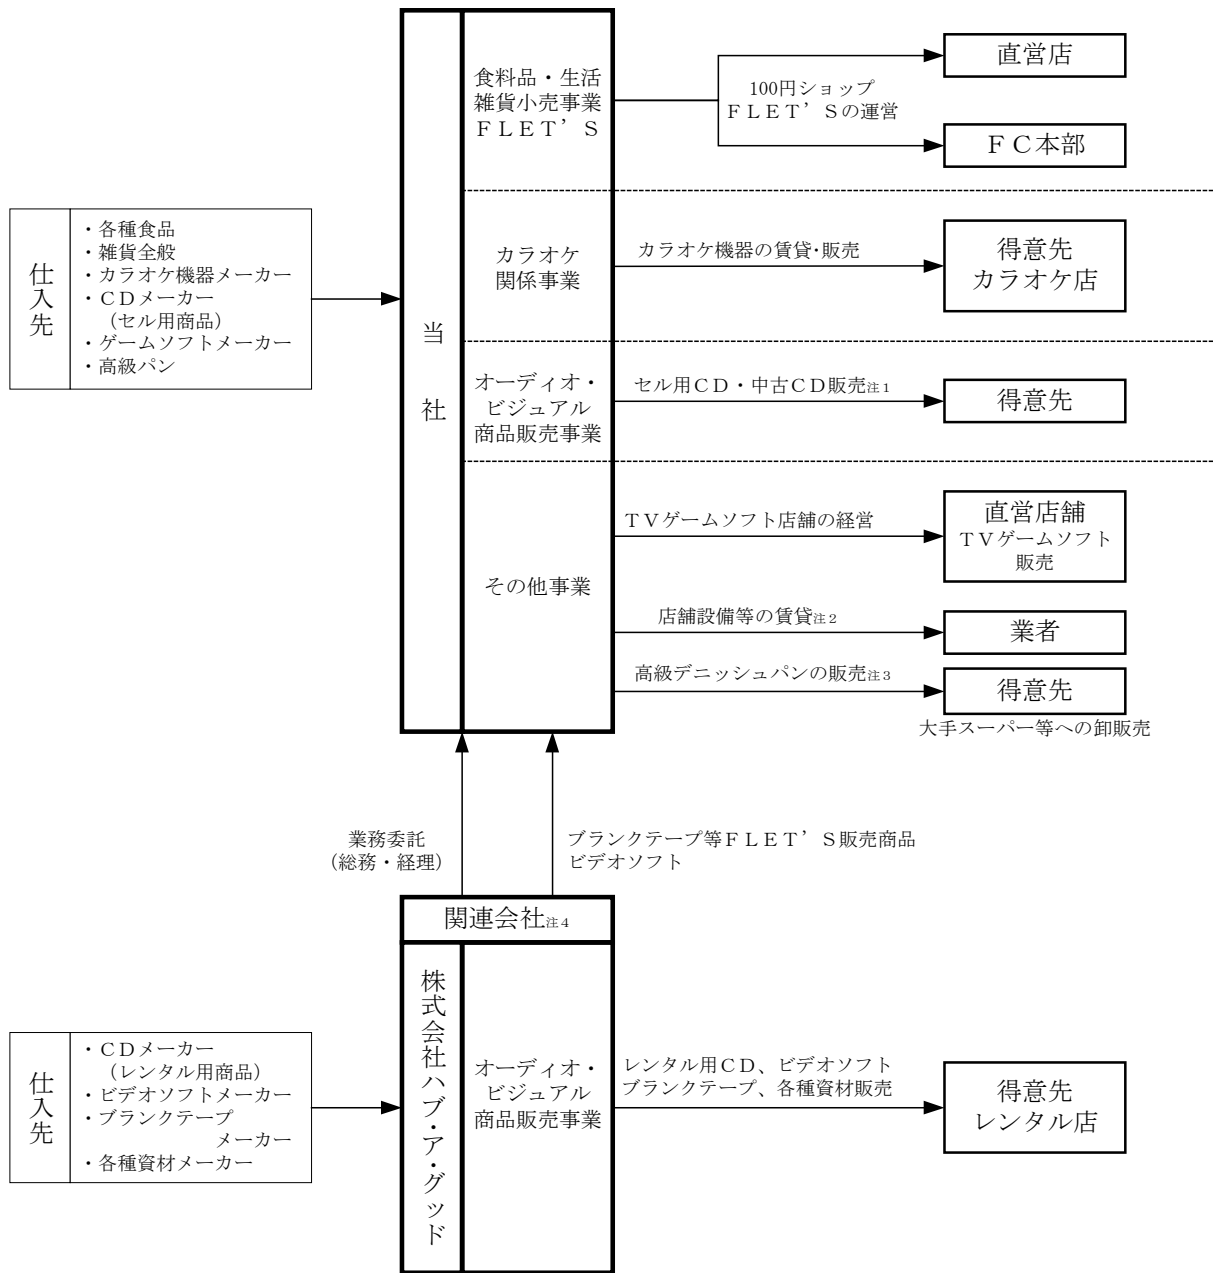 食料品・生活
雑貨小売事業
ＦＬＥＴ’Ｓ
100円ショップ
ＦＬＥＴ’Ｓの運営
直営店
ＦＣ本部
仕入先
・各種食品
・雑貨全般
・カラオケ機器メーカー
・ＣＤメーカー
（セル用商品）
・ゲームソフトメーカー
・高級パン
当社
カラオケ
関係事業
カラオケ機器の賃貸・販売
得意先
カラオケ店
オーディオ・
ビジュアル
商品販売事業
セル用ＣＤ・中古ＣＤ販売注1
得意先
その他事業
ＴＶゲームソフト店舗の経営
直営店舗
ＴＶゲームソフト
販売
店舗設備等の賃貸注2
業者
高級デニッシュパンの販売注3
得意先
大手スーパー等への卸販売
業務委託
（総務・経理）
ブランクテープ等ＦＬＥＴ’Ｓ販売商品
ビデオソフト
関連会社注4
仕入先
・ＣＤメーカー
（レンタル用商品）
・ビデオソフトメーカー
・ブランクテープ
メーカー
・各種資材メーカー
株式会社ハブ・ア・グッド
オーディオ・
ビジュアル
商品販売事業
レンタル用ＣＤ、ビデオソフト
ブランクテープ、各種資材販売
得意先
レンタル店